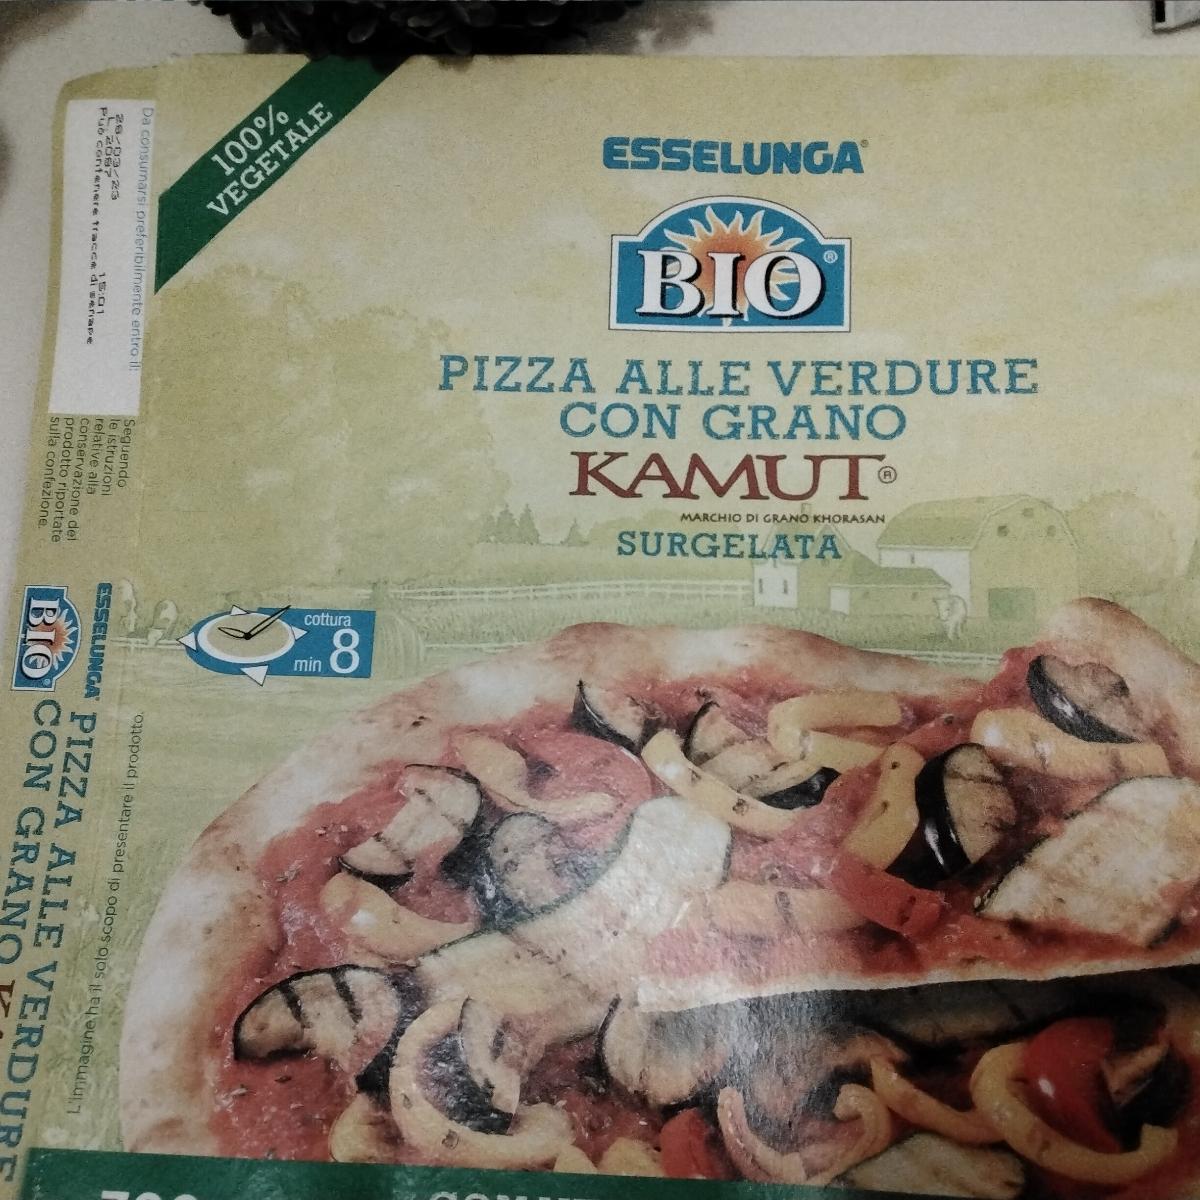 100%
VEGETALE
ESSELUNGA®
BIO®
PIZZA ALLE VERDURE
CON GRANO
KAMUT®
MARCHIO DI GRANO KHORASAN
SURGELATA
cottura
min 8
Da consumarsi preferibilmente entro il:
26/03/23
L 2087 15:01
Può contenere tracce di senape
Seguendo
le istruzioni
relative alla
conservazione del
prodotto riportate
sulla confezione.
ESSELUNGA
BIO
PIZZA ALLE VERDURE
CON GRANO
L'immagine ha il solo scopo di presentare il prodotto.